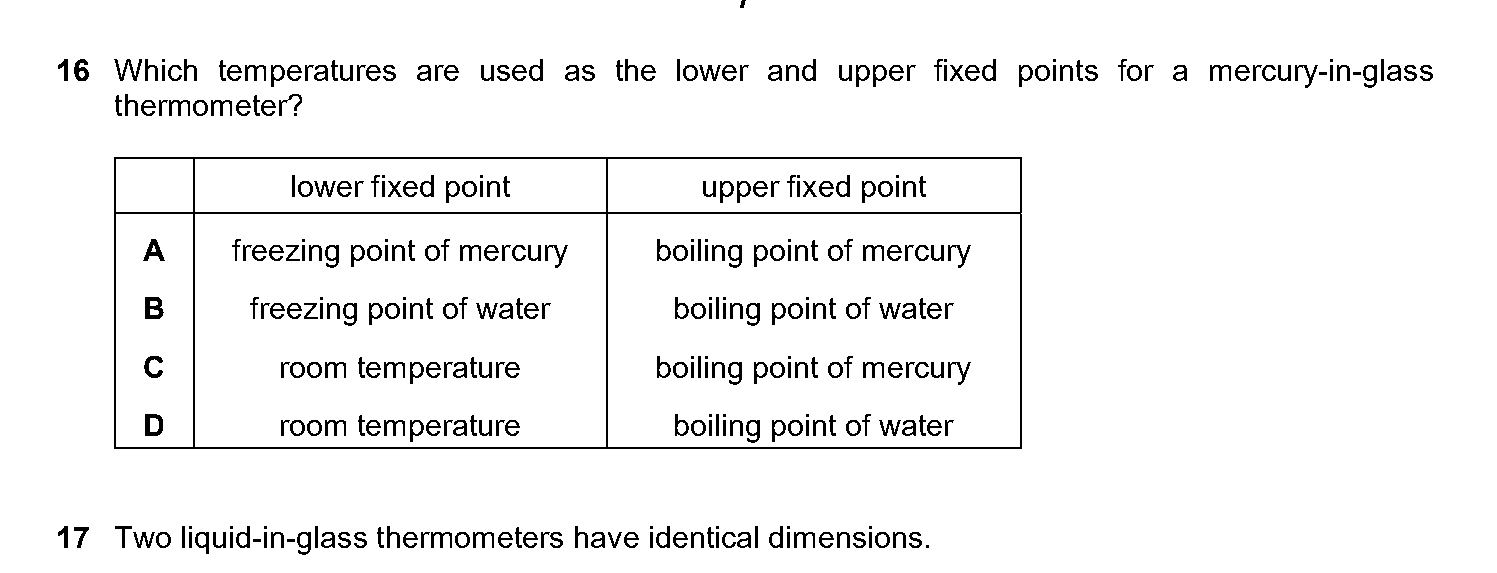 16 Which temperatures are used as the lower and upper fixed points for a mercury-in-glass
thermometer?
lower fixed point upper fixed point
A freezing point of mercury boiling point of mercury
B freezing point of water boiling point of water
C room temperature boiling point of mercury
D room temperature boiling point of water
17 Two liquid-in-glass thermometers have identical dimensions.